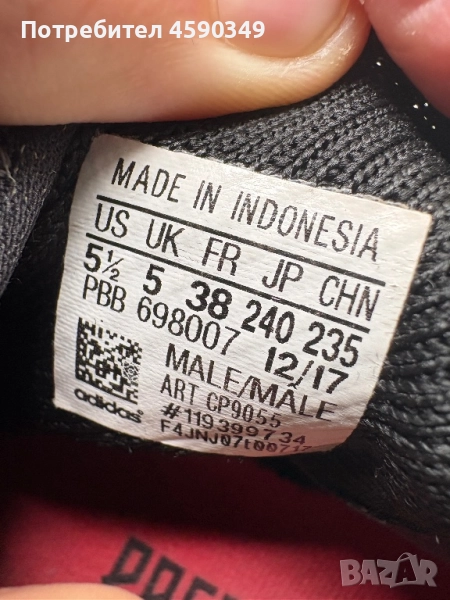 Потребител 4590349
MADE IN INDONESIA
US UK FR JP CHN
5½ 5 38 240 235
PBB 698007 12/17
MALE/MÂLE
ART CP9055
#119399734
adidas
BAZAR